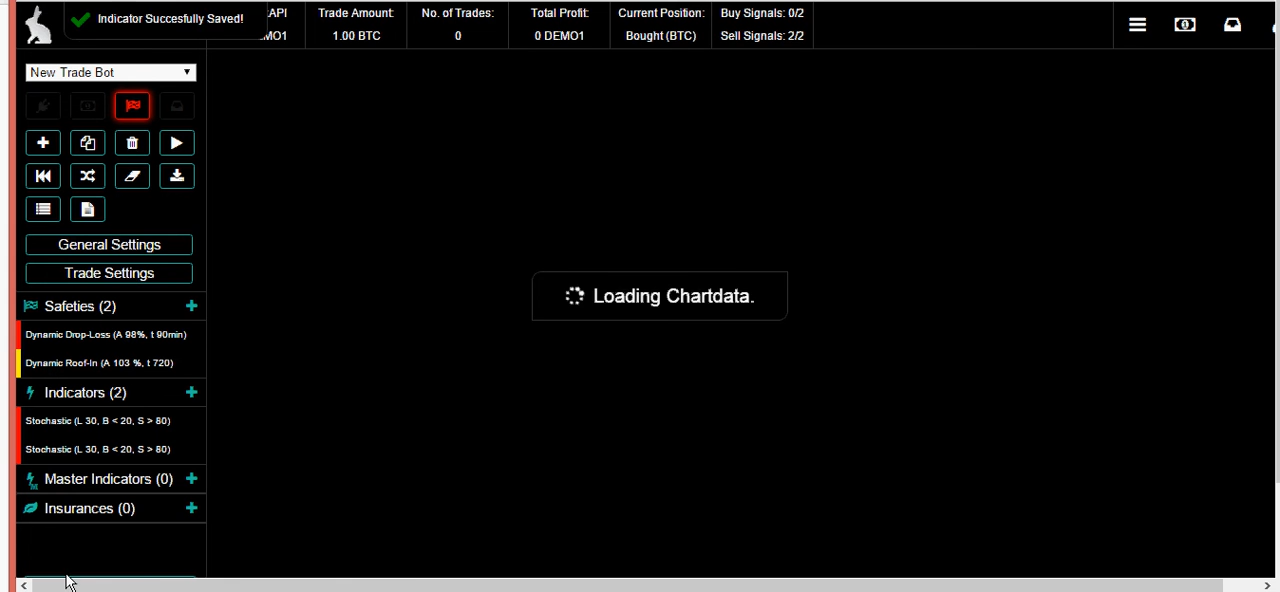 Indicator Succesfully Saved!
API
MO1
Trade Amount:
1.00 BTC
No. of Trades:
0
Total Profit:
0 DEMO1
Current Position:
Bought (BTC)
Buy Signals: 0/2
Sell Signals: 2/2
New Trade Bot
General Settings
Trade Settings
Safeties (2)
Dynamic Drop-Loss (A 98%, t 90min)
Dynamic Roof-In (A 103 %, t 720)
Indicators (2)
Stochastic (L 30, B < 20, S > 80)
Stochastic (L 30, B < 20, S > 80)
Master Indicators (0)
Insurances (0)
Loading Chartdata.